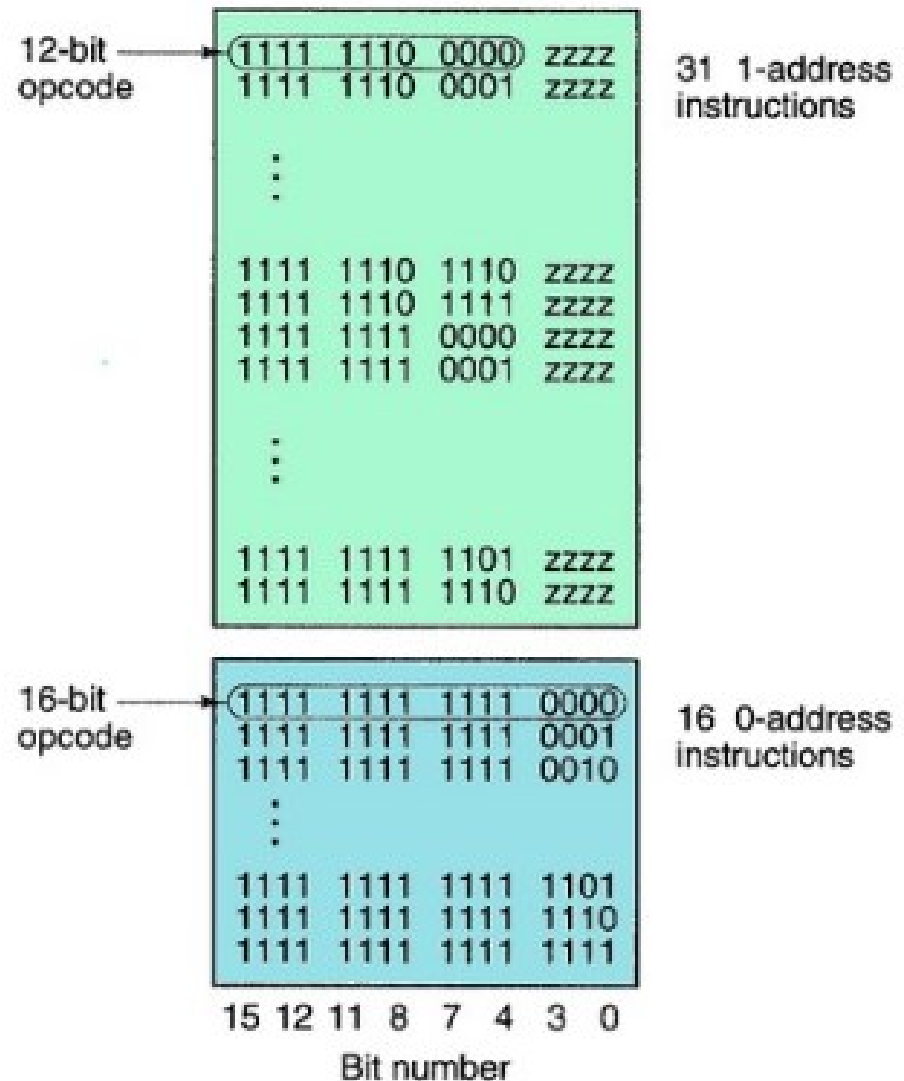 12-bit opcode
1111 1110 0000 zzzz
1111 1110 0001 zzzz
31 1-address instructions
⋮
1111 1110 1110 zzzz
1111 1110 1111 zzzz
1111 1111 0000 zzzz
1111 1111 0001 zzzz
⋮
1111 1111 1101 zzzz
1111 1111 1110 zzzz
16-bit opcode
1111 1111 1111 0000
1111 1111 1111 0001
1111 1111 1111 0010
16 0-address instructions
⋮
1111 1111 1111 1101
1111 1111 1111 1110
1111 1111 1111 1111
15 12 11 8 7 4 3 0
Bit number